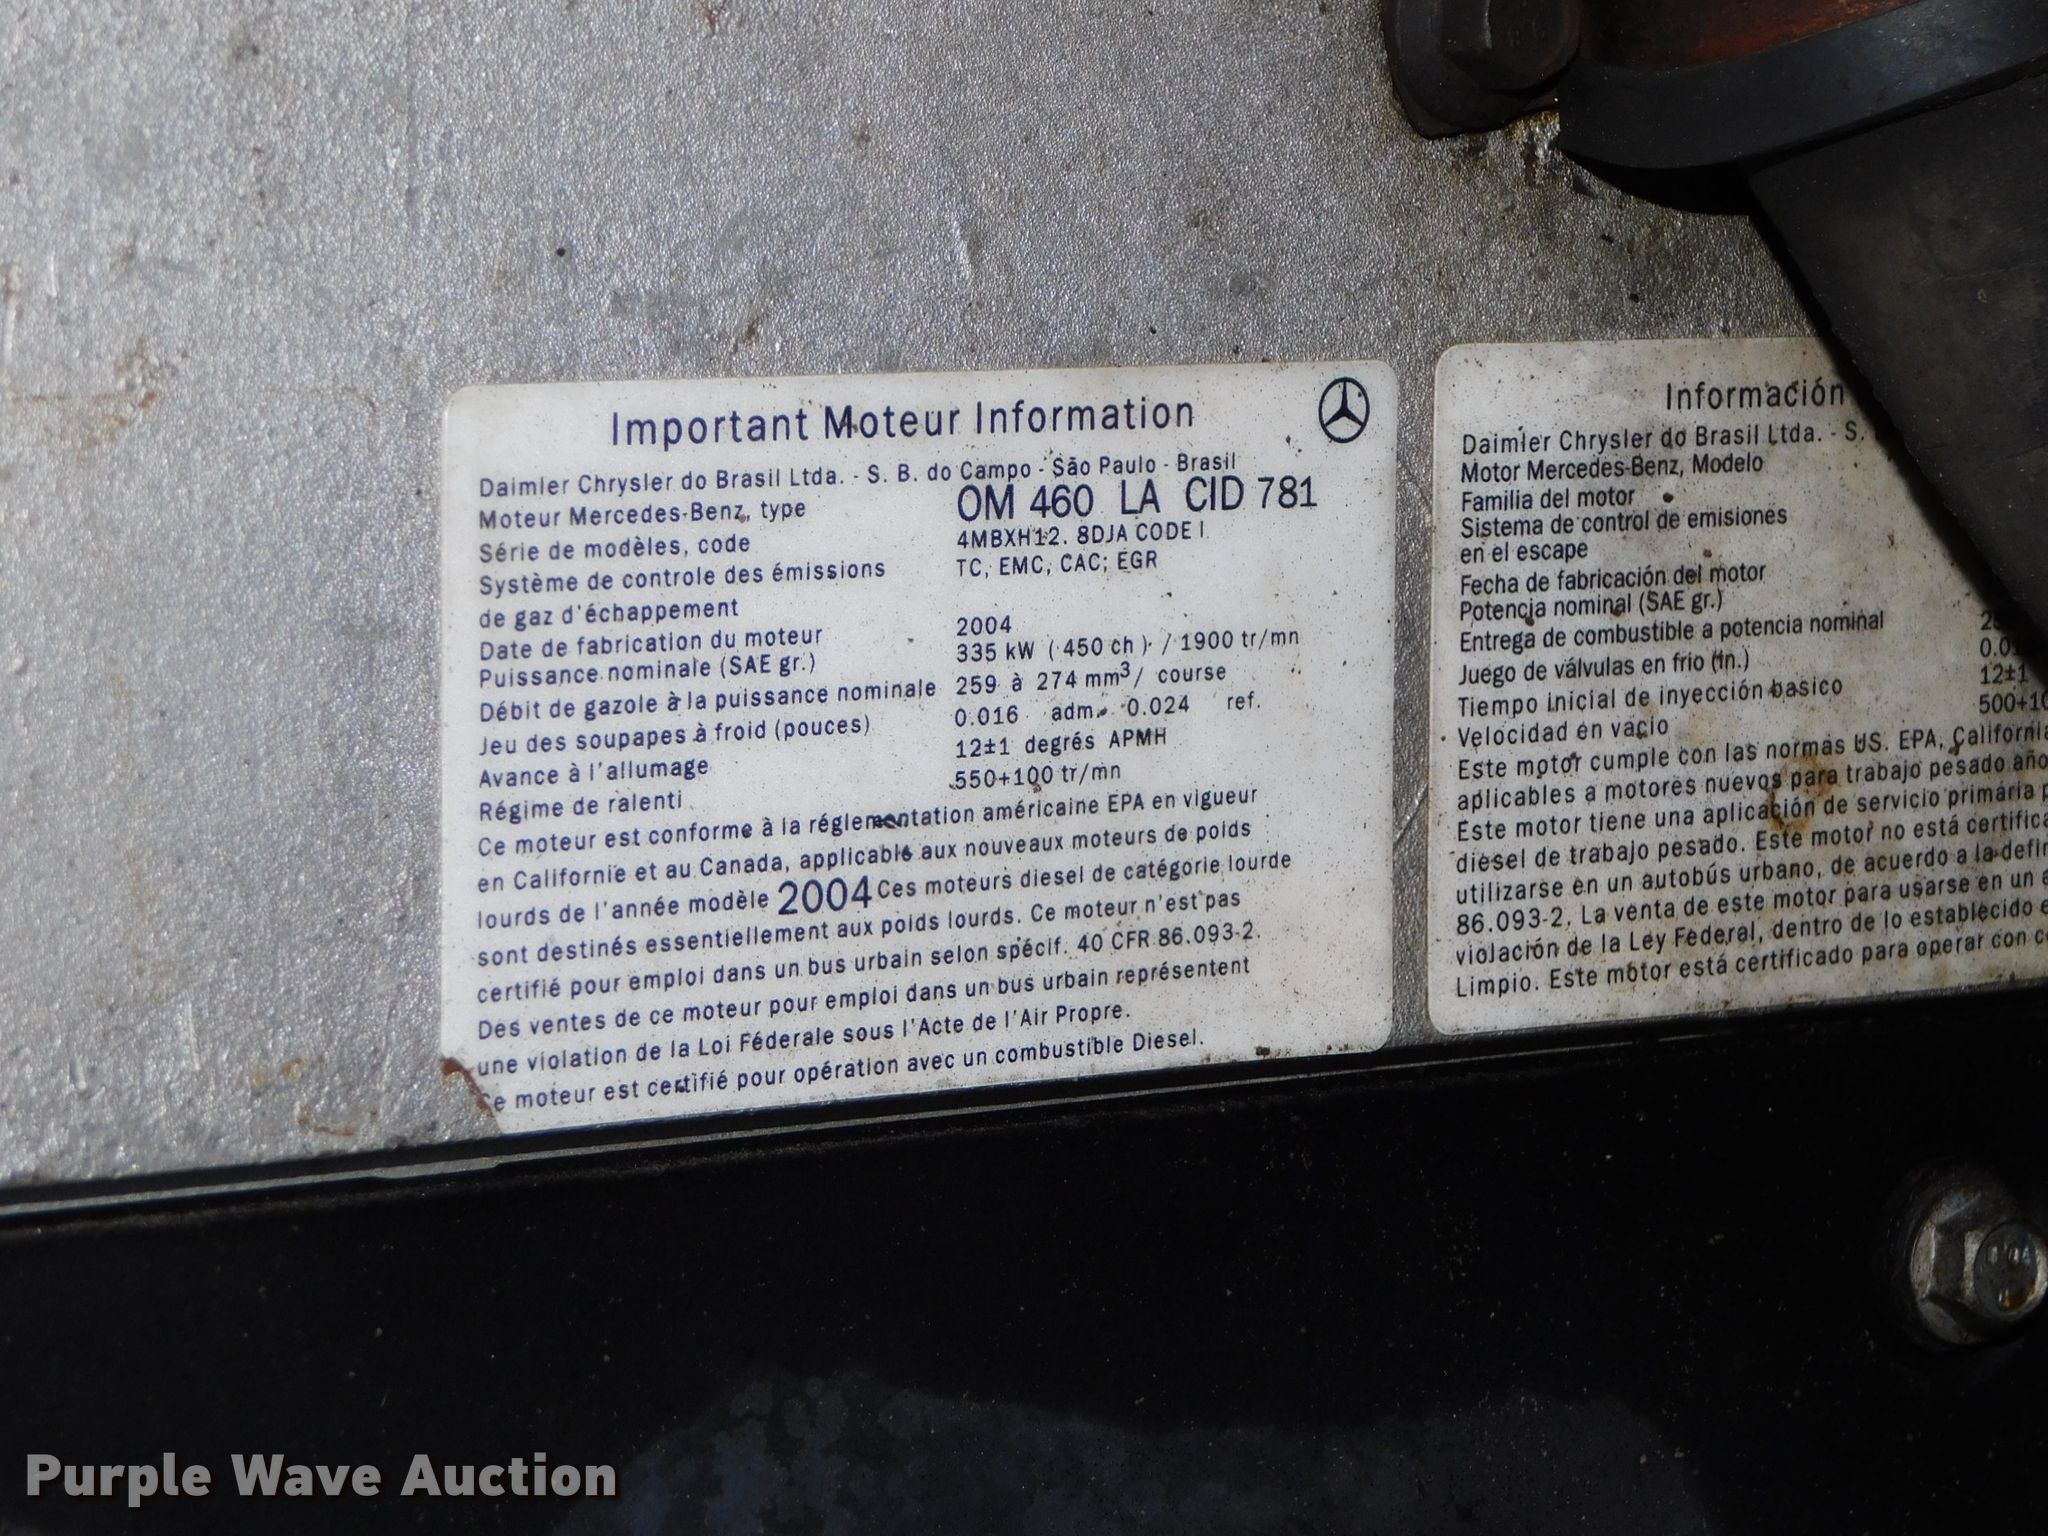 Important Moteur Information
Daimler Chrysler do Brasil Ltda. - S. B. do Campo - São Paulo - Brasil
Moteur Mercedes-Benz, type OM 460 LA CID 781
Série de modèles, code 4MBXH12. 8DJA CODE I
Système de controle des émissions TC, EMC, CAC; EGR
de gaz d'échappement
Date de fabrication du moteur 2004
Puissance nominale (SAE gr.) 335 kW (450 ch) / 1900 tr/mn
Débit de gazole à la puissance nominale 259 à 274 mm³/ course
Jeu des soupapes à froid (pouces) 0.016 adm. 0.024 ref.
Avance à l'allumage 12±1 degrés APMH
Régime de ralenti 550+100 tr/mn
Ce moteur est conforme à la réglementation américaine EPA en vigueur
en Californie et au Canada, applicable aux nouveaux moteurs de poids
lourds de l'année modèle 2004 Ces moteurs diesel de catégorie lourde
sont destinés essentiellement aux poids lourds. Ce moteur n'est pas
certifié pour emploi dans un bus urbain selon spécif. 40 CFR 86.093-2.
Des ventes de ce moteur pour emploi dans un bus urbain représentent
une violation de la Loi Féderale sous l'Acte de l'Air Propre.
Ce moteur est certifié pour opération avec un combustible Diesel.
Información
Daimler Chrysler do Brasil Ltda. - S.
Motor Mercedes-Benz, Modelo
Familia del motor
Sistema de control de emisiones
en el escape
Fecha de fabricación del motor
Potencia nominal (SAE gr.)
Entrega de combustible a potencia nominal
Juego de válvulas en frio (in.)
Tiempo inicial de inyección basico 12±1
Velocidad en vacio 500+10
Este motor cumple con las normas US. EPA, California
aplicables a motores nuevos para trabajo pesado año
Este motor tiene una aplicación de servicio primaria
diesel de trabajo pesado. Este motor no está
utilizarse en un autobús urbano, de acuerdo a la
86.093-2, La venta de este motor para usarse en un
violación de la Ley Federal, dentro de lo establecido
Limpio. Este motor está certificado para operar con
Purple Wave Auction